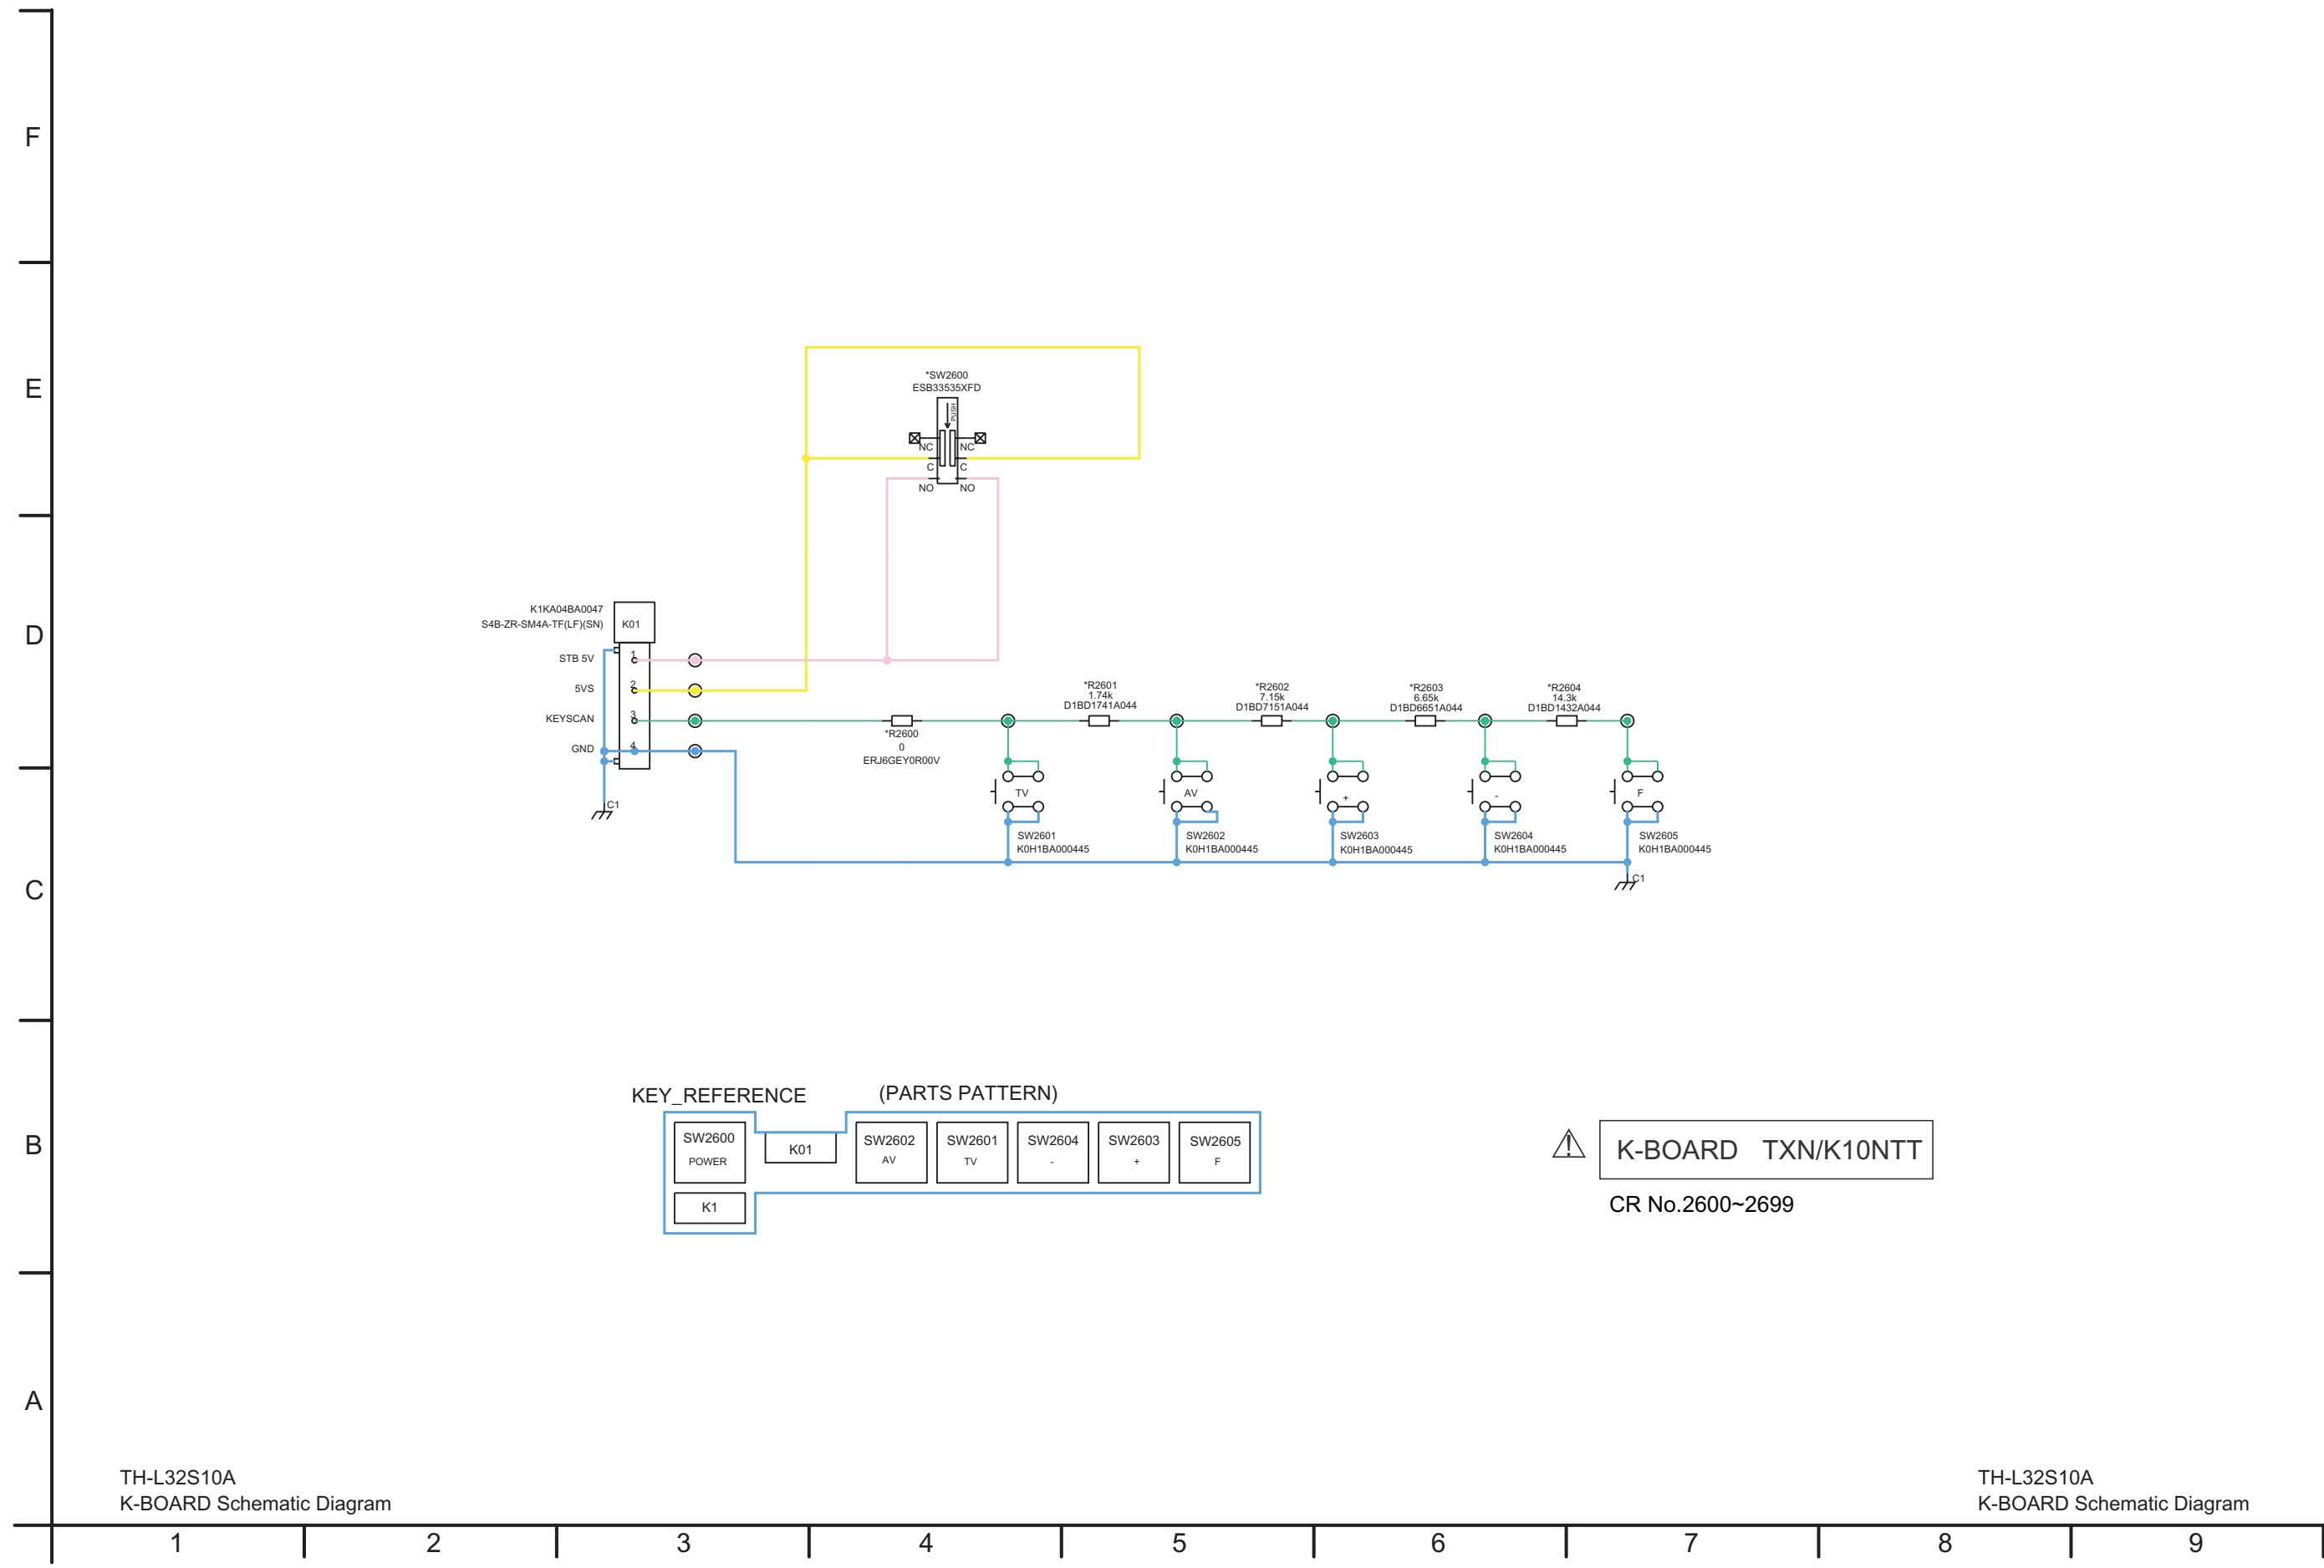 F
E
D
C
B
A
*SW2600
ESB33535XFD
PUSH
NC NC
C C
NO NO
K1KA04BA0047
S4B-ZR-SM4A-TF(LF)(SN)
K01
STB 5V 1
5VS 2
KEYSCAN 3
GND 4
C1
*R2600
0
ERJ6GEY0R00V
*R2601
1.74k
D1BD1741A044
*R2602
7.15k
D1BD7151A044
*R2603
6.65k
D1BD6651A044
*R2604
14.3k
D1BD1432A044
TV
SW2601
K0H1BA000445
AV
SW2602
K0H1BA000445
+
SW2603
K0H1BA000445
-
SW2604
K0H1BA000445
F
SW2605
K0H1BA000445
C1
KEY_REFERENCE (PARTS PATTERN)
SW2600
POWER
K01
SW2602
AV
SW2601
TV
SW2604
-
SW2603
+
SW2605
F
K1
! K-BOARD TXN/K10NTT
CR No.2600~2699
TH-L32S10A
K-BOARD Schematic Diagram
TH-L32S10A
K-BOARD Schematic Diagram
1 2 3 4 5 6 7 8 9